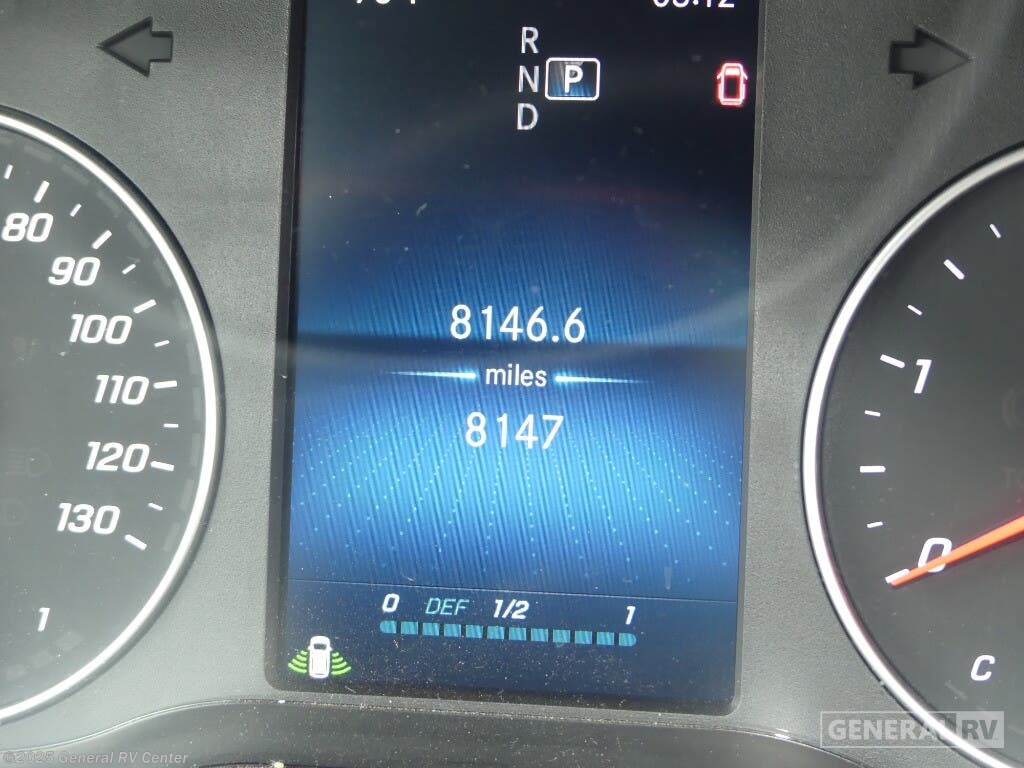 R
N P
D
80
90
100
110
120
130
1
8146.6
miles
8147
0 DEF 1/2 1
1
0
C
GENERAL RV
©2025 General RV Center